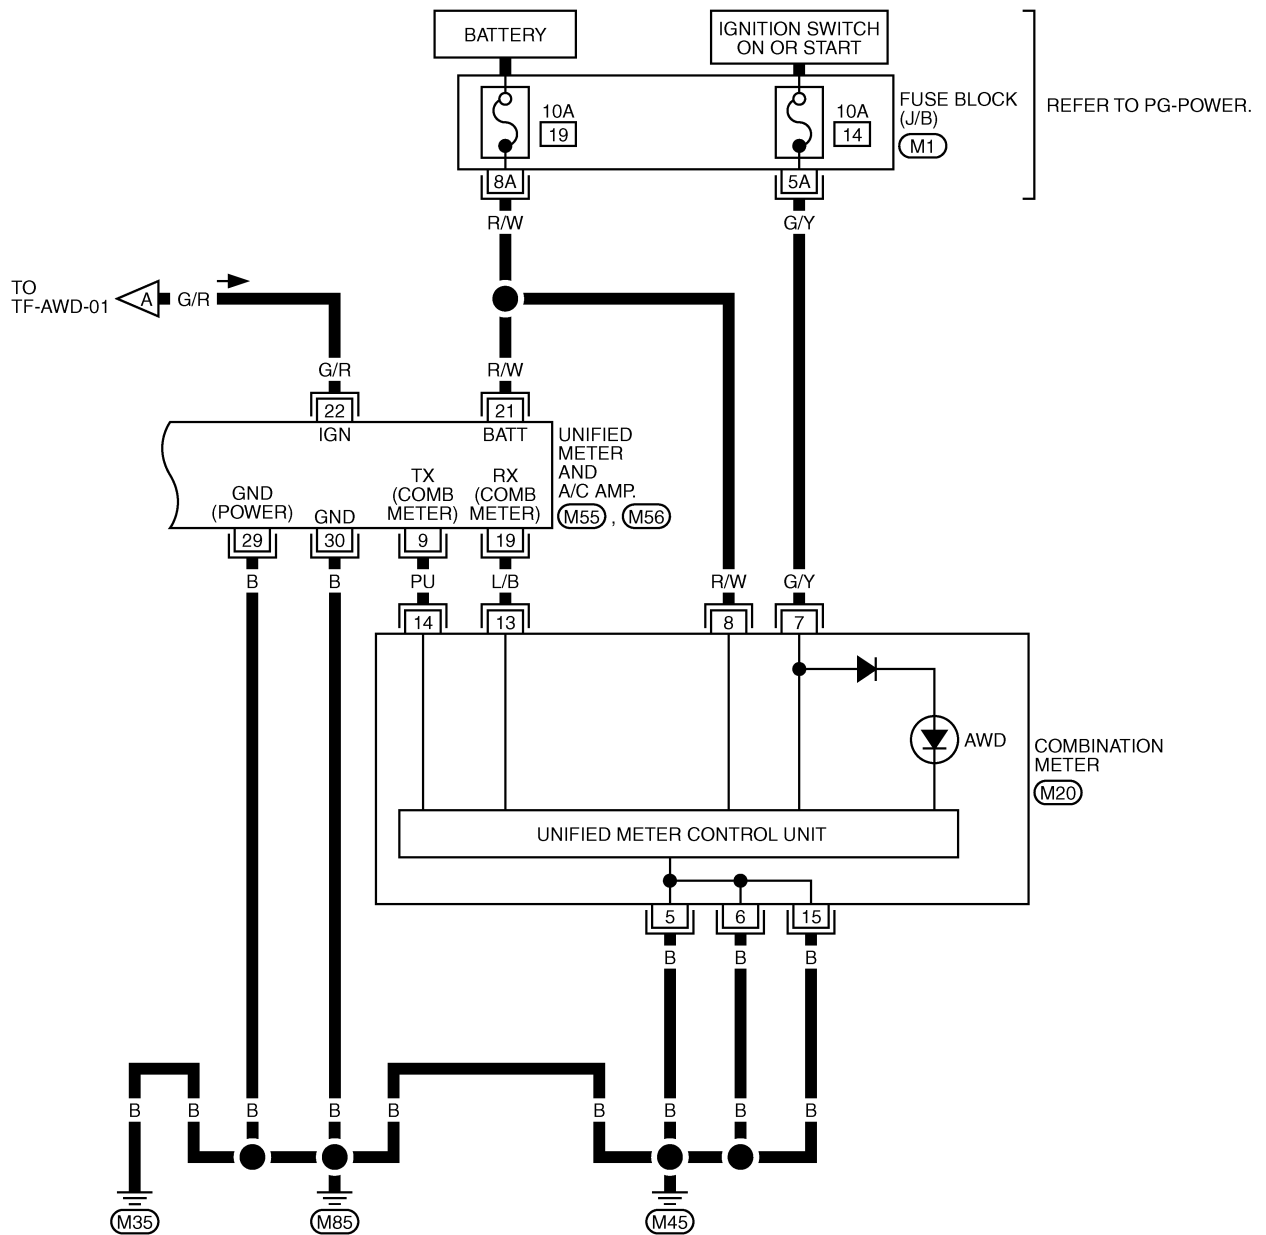 BATTERY
IGNITION SWITCH
ON OR START
10A
19
10A
14
FUSE BLOCK
(J/B)
M1
REFER TO PG-POWER.
8A
5A
R/W
G/Y
TO
TF-AWD-01
A
G/R
G/R
R/W
22
21
IGN
BATT
UNIFIED
METER
AND
A/C AMP.
M55 , M56
GND
(POWER)
GND
TX
(COMB
METER)
RX
(COMB
METER)
29
30
9
19
B
B
PU
L/B
R/W
G/Y
14
13
8
7
AWD
COMBINATION
METER
M20
UNIFIED METER CONTROL UNIT
5
6
15
B
B
B
B
B
B
B
B
B
B
B
B
M35
M85
M45